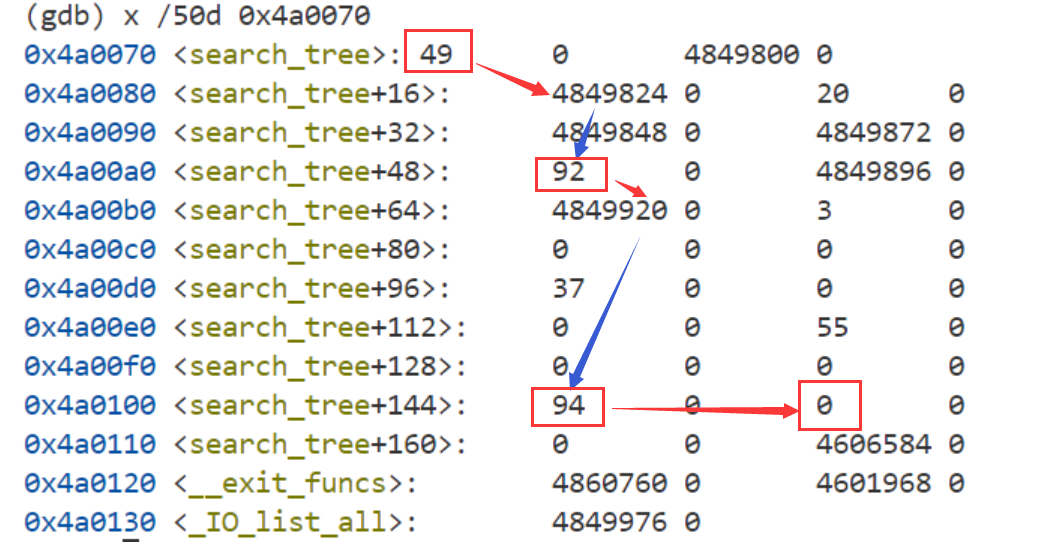 (gdb) x /50d 0x4a0070
0x4a0070 <search_tree>: 49 0 4849800 0
0x4a0080 <search_tree+16>: 4849824 0 20 0
0x4a0090 <search_tree+32>: 4849848 0 4849872 0
0x4a00a0 <search_tree+48>: 92 0 4849896 0
0x4a00b0 <search_tree+64>: 4849920 0 3 0
0x4a00c0 <search_tree+80>: 0 0 0 0
0x4a00d0 <search_tree+96>: 37 0 0 0
0x4a00e0 <search_tree+112>: 0 0 55 0
0x4a00f0 <search_tree+128>: 0 0 0 0
0x4a0100 <search_tree+144>: 94 0 0 0
0x4a0110 <search_tree+160>: 0 0 4606584 0
0x4a0120 <__exit_funcs>: 4860760 0 4601968 0
0x4a0130 <_IO_list_all>: 4849976 0